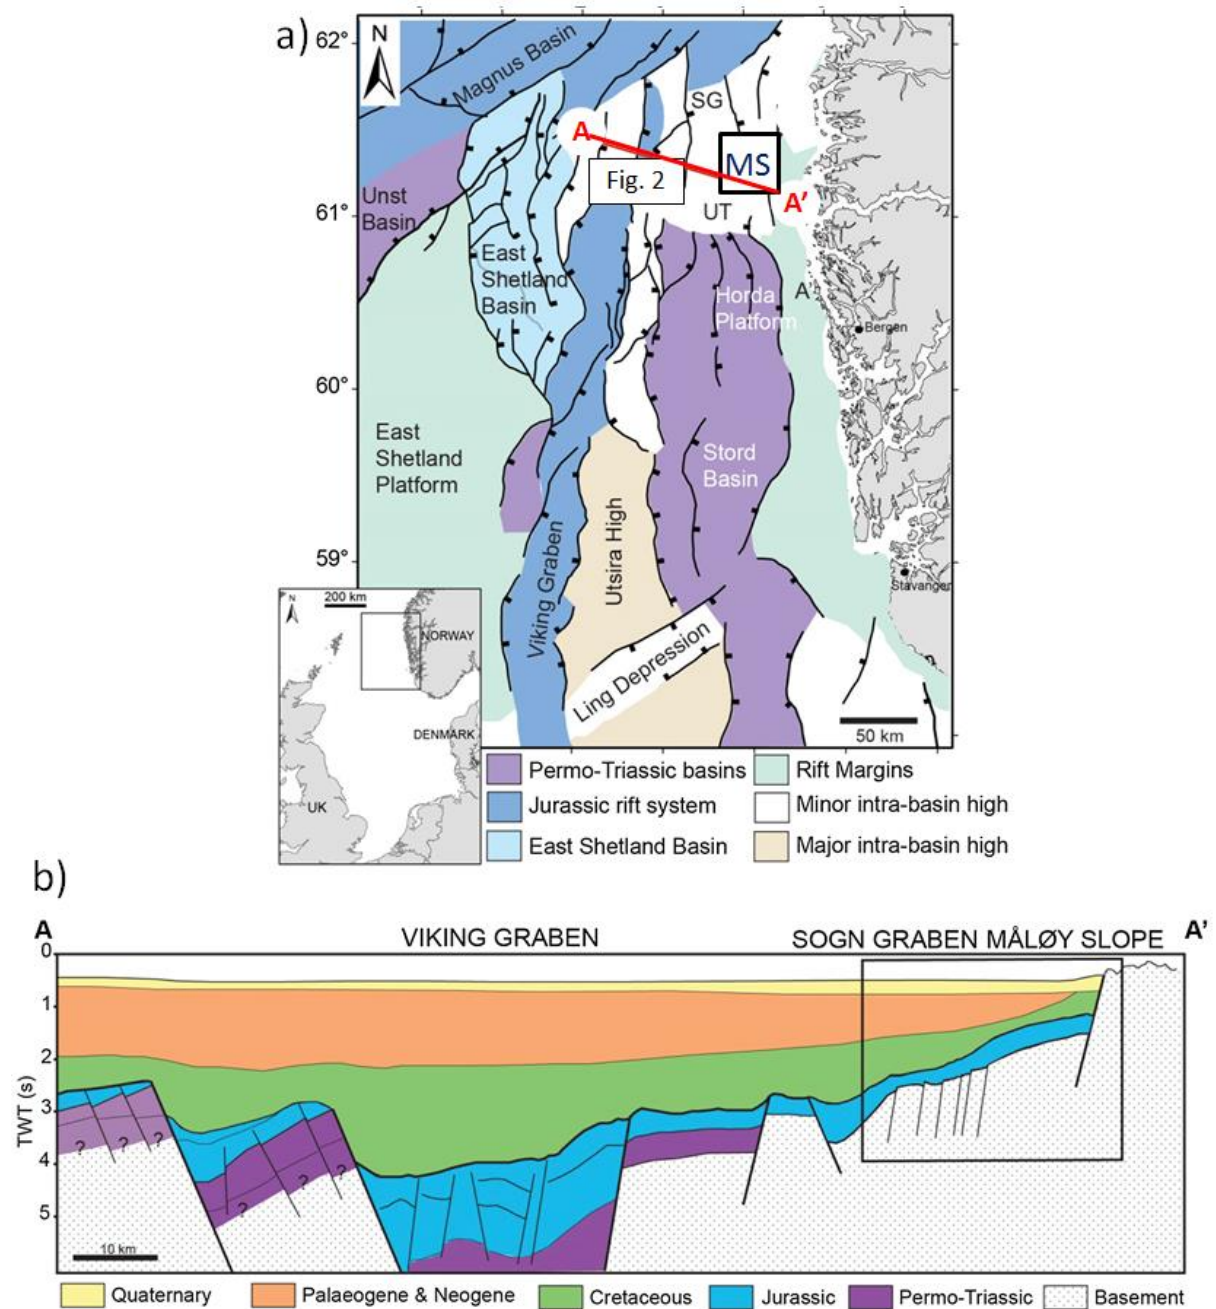 a)
62°
N
Magnus Basin
SG
A
MS
Fig. 2
A’
Unst
Basin
61°
UT
East
Shetland
Basin
Horda
Platform
A'
Bergen
60°
East
Shetland
Platform
Stord
Basin
Viking Graben
Utsira High
59°
Stavanger
Ling Depression
50 km
N
200 km
NORWAY
DENMARK
UK
Permo-Triassic basins
Rift Margins
Jurassic rift system
Minor intra-basin high
East Shetland Basin
Major intra-basin high
b)
A
VIKING GRABEN
SOGN GRABEN MÅLØY SLOPE
A’
0
1
2
3
4
5
TWT (s)
? ? ?
? ? ?
10 km
Quaternary
Palaeogene & Neogene
Cretaceous
Jurassic
Permo-Triassic
Basement